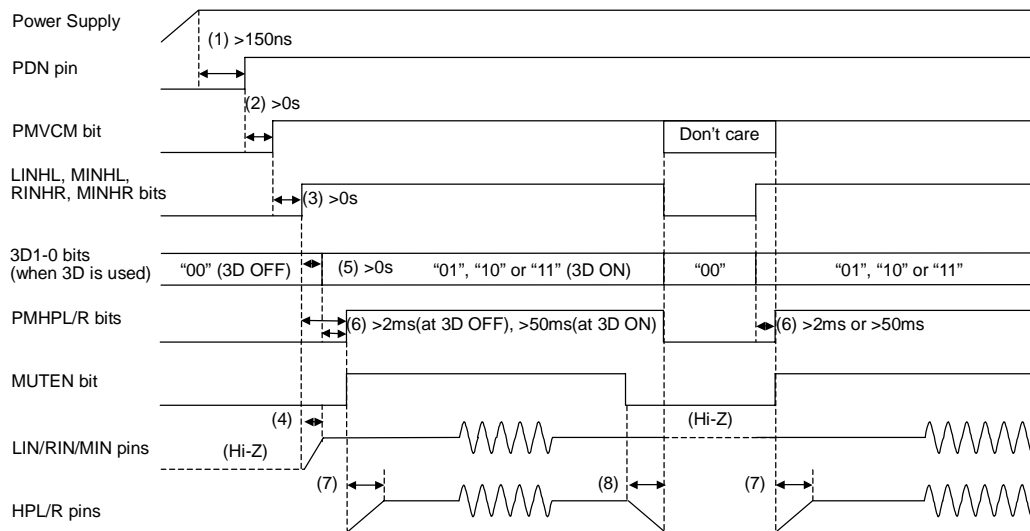 Power Supply
(1) >150ns
PDN pin
(2) >0s
PMVCM bit
Don't care
LINHL, MINHL,
RINHR, MINHR bits
(3) >0s
3D1-0 bits
(when 3D is used)
“00” (3D OFF)
(5) >0s
“01”, “10” or “11” (3D ON)
“00”
“01”, “10” or “11”
PMHPL/R bits
(6) >2ms(at 3D OFF), >50ms(at 3D ON)
(6) >2ms or >50ms
MUTEN bit
(4)
(Hi-Z)
LIN/RIN/MIN pins
(Hi-Z)
(7)
(8)
(7)
HPL/R pins